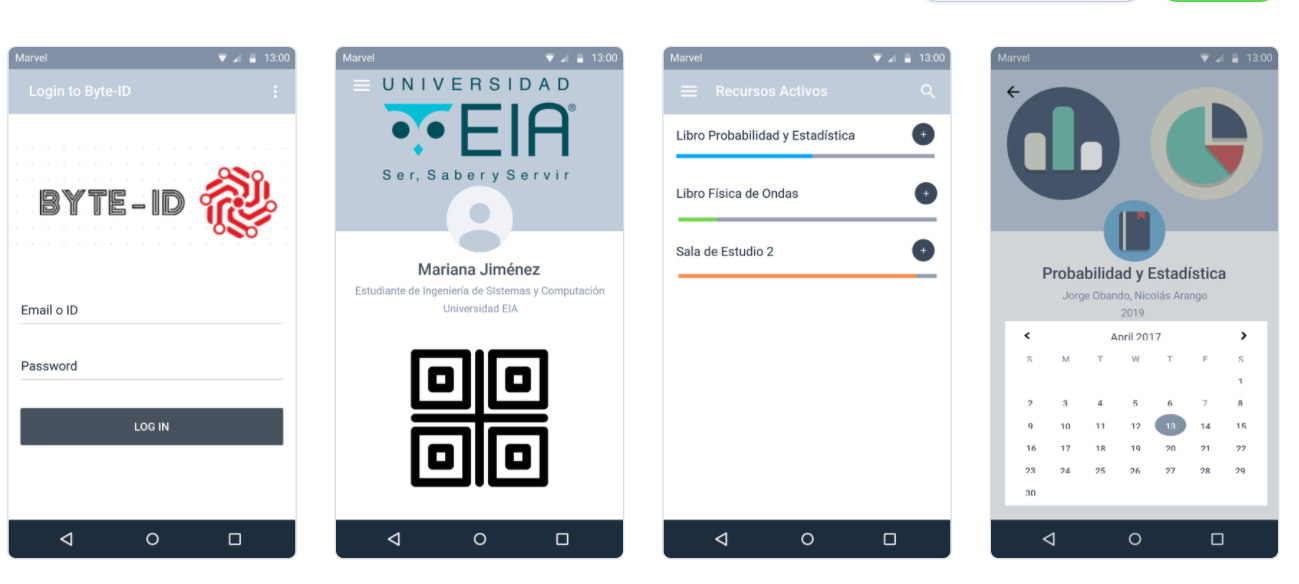 Marvel 13:00
Login to Byte-ID
BYTE-ID
Email o ID
Password
LOG IN
Marvel 13:00
UNIVERSIDAD
EIA®
Ser, Saber y Servir
Mariana Jiménez
Estudiante de Ingeniería de SIstemas y Computación
Universidad EIA
Marvel 13:00
Recursos Activos
Libro Probabilidad y Estadística +
Libro Física de Ondas +
Sala de Estudio 2 +
Marvel 13:00
Probabilidad y Estadística
Jorge Obando, Nicolás Arango
2019
April 2017
S M T W T F S
1
2 3 4 5 6 7 8
9 10 11 12 13 14 15
16 17 18 19 20 21 22
23 24 25 26 27 28 29
30